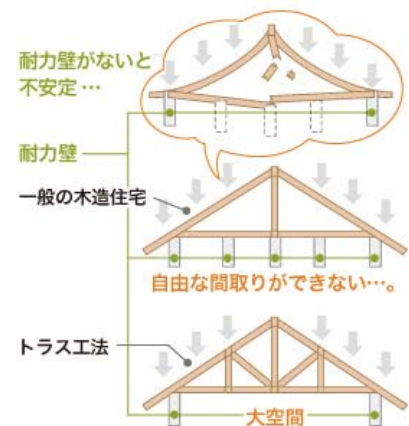 耐力壁がないと
不安定…
耐力壁
一般の木造住宅
自由な間取りができない…。
トラス工法
大空間